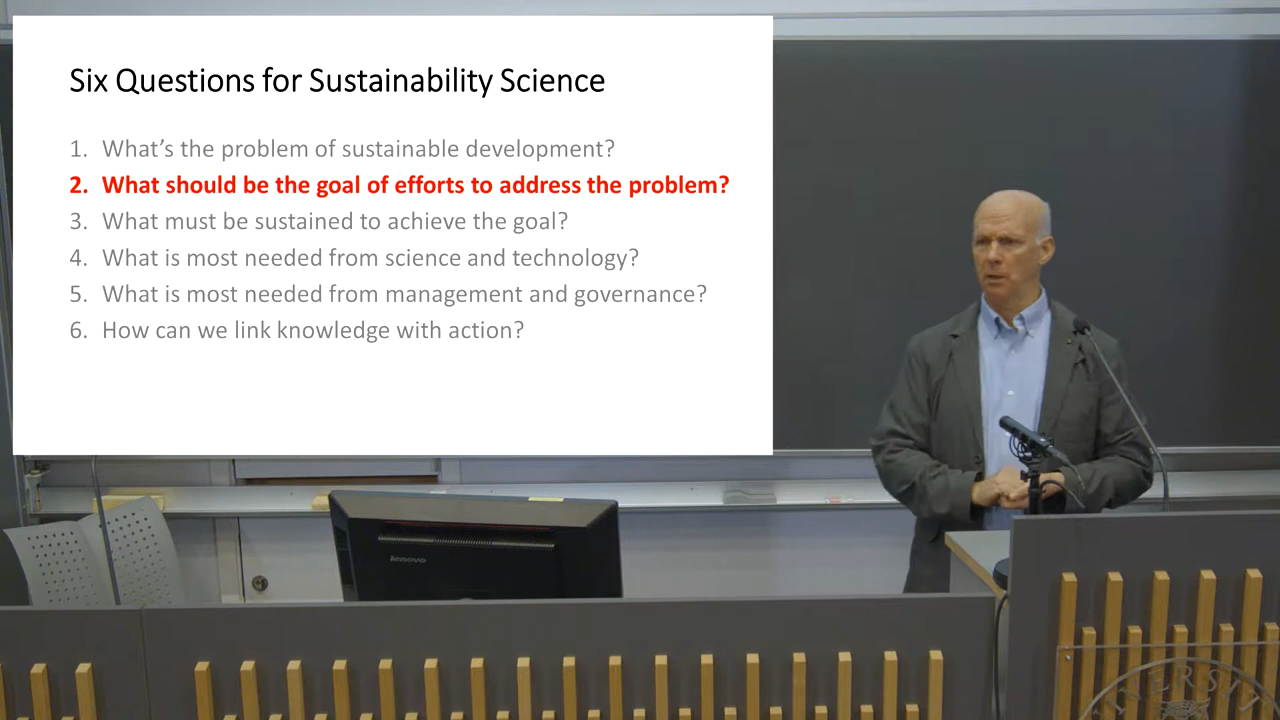 Six Questions for Sustainability Science
1. What's the problem of sustainable development?
2. What should be the goal of efforts to address the problem?
3. What must be sustained to achieve the goal?
4. What is most needed from science and technology?
5. What is most needed from management and governance?
6. How can we link knowledge with action?
lenovo